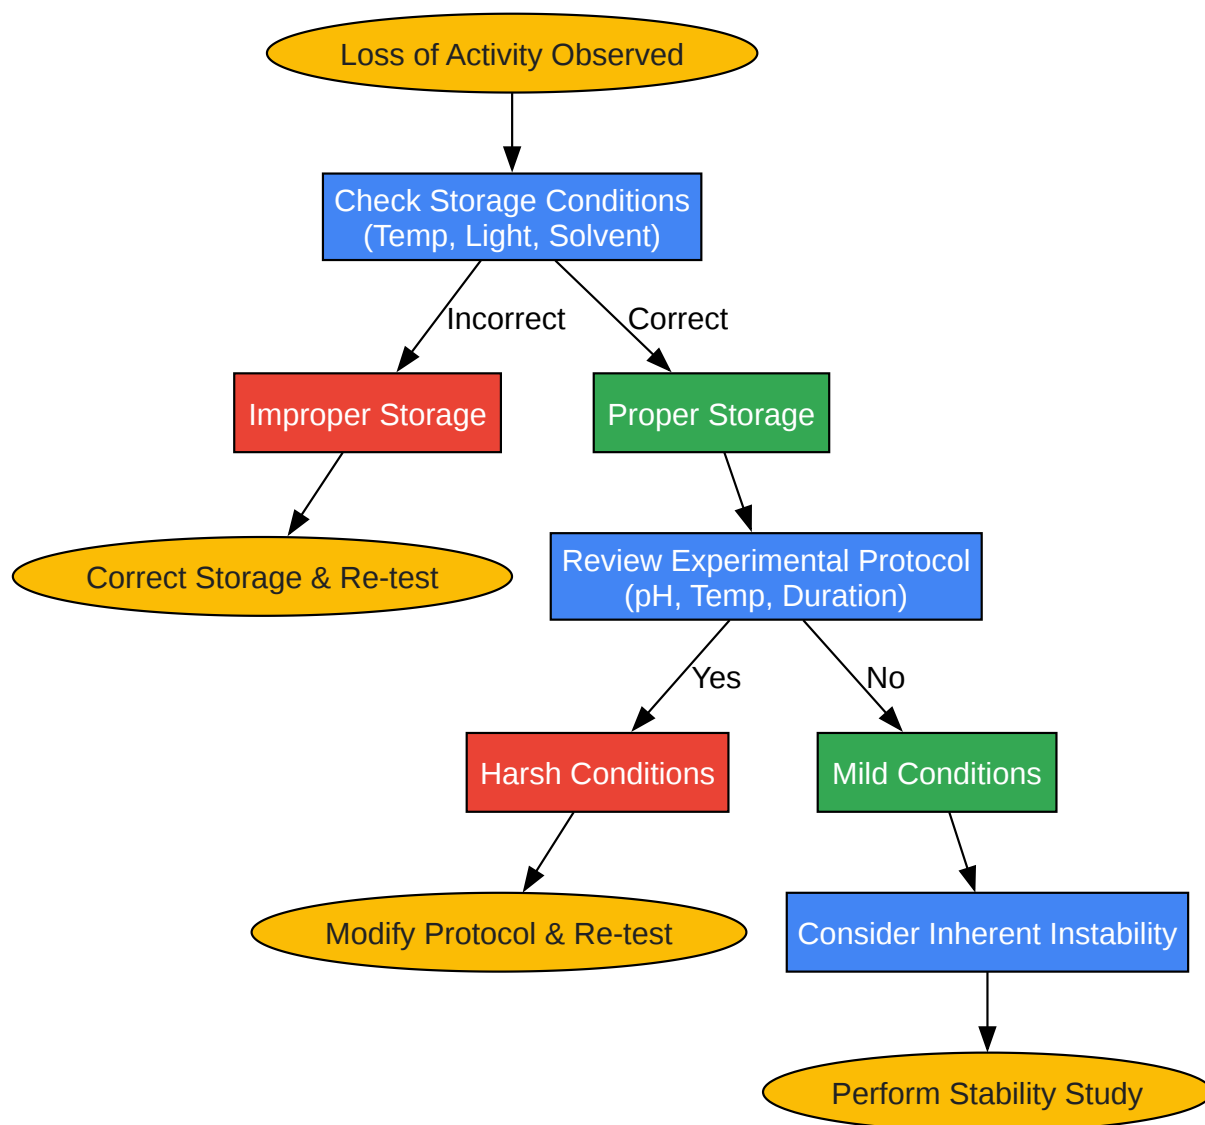 Loss of Activity Observed
Check Storage Conditions
(Temp, Light, Solvent)
Incorrect
Correct
Improper Storage
Proper Storage
Correct Storage & Re-test
Review Experimental Protocol
(pH, Temp, Duration)
Yes
No
Harsh Conditions
Mild Conditions
Modify Protocol & Re-test
Consider Inherent Instability
Perform Stability Study